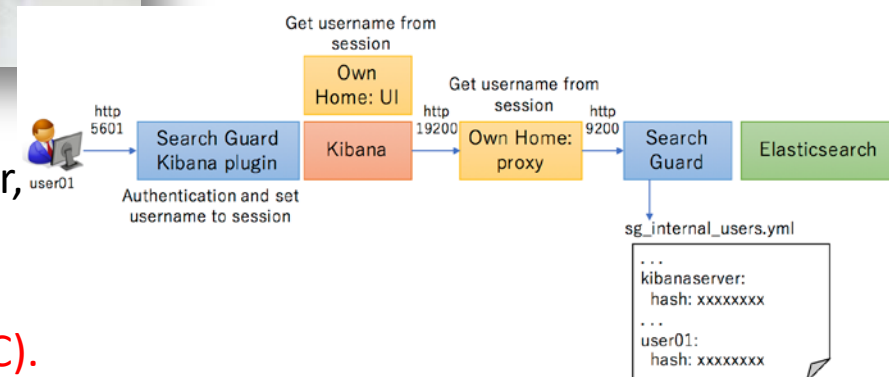 Get username from
session
Own
Home: UI
Get username from
session
http
5601
http
19200
http
9200
Search Guard
Kibana plugin
Kibana
Own Home:
proxy
Search
Guard
Elasticsearch
user01
r,
Authentication and set
username to session
sg_internal_users.yml
...
kibanaserver:
hash: xxxxxxxx
...
user01:
hash: xxxxxxxx
C).